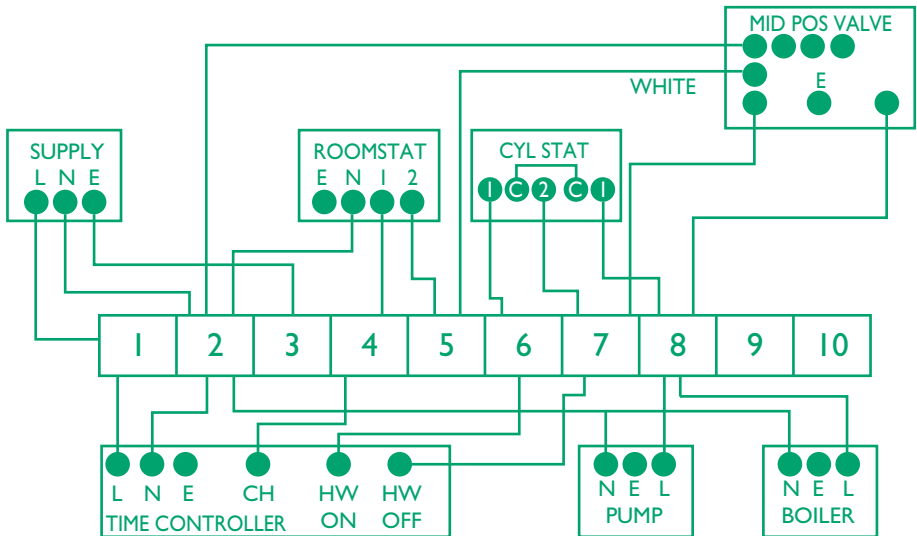 MID POS VALVE
WHITE
E
SUPPLY
L N E
ROOMSTAT
E N 1 2
CYL STAT
1 C 2 C 1
1 2 3 4 5 6 7 8 9 10
L N E CH HW ON HW OFF
TIME CONTROLLER
N E L
PUMP
N E L
BOILER